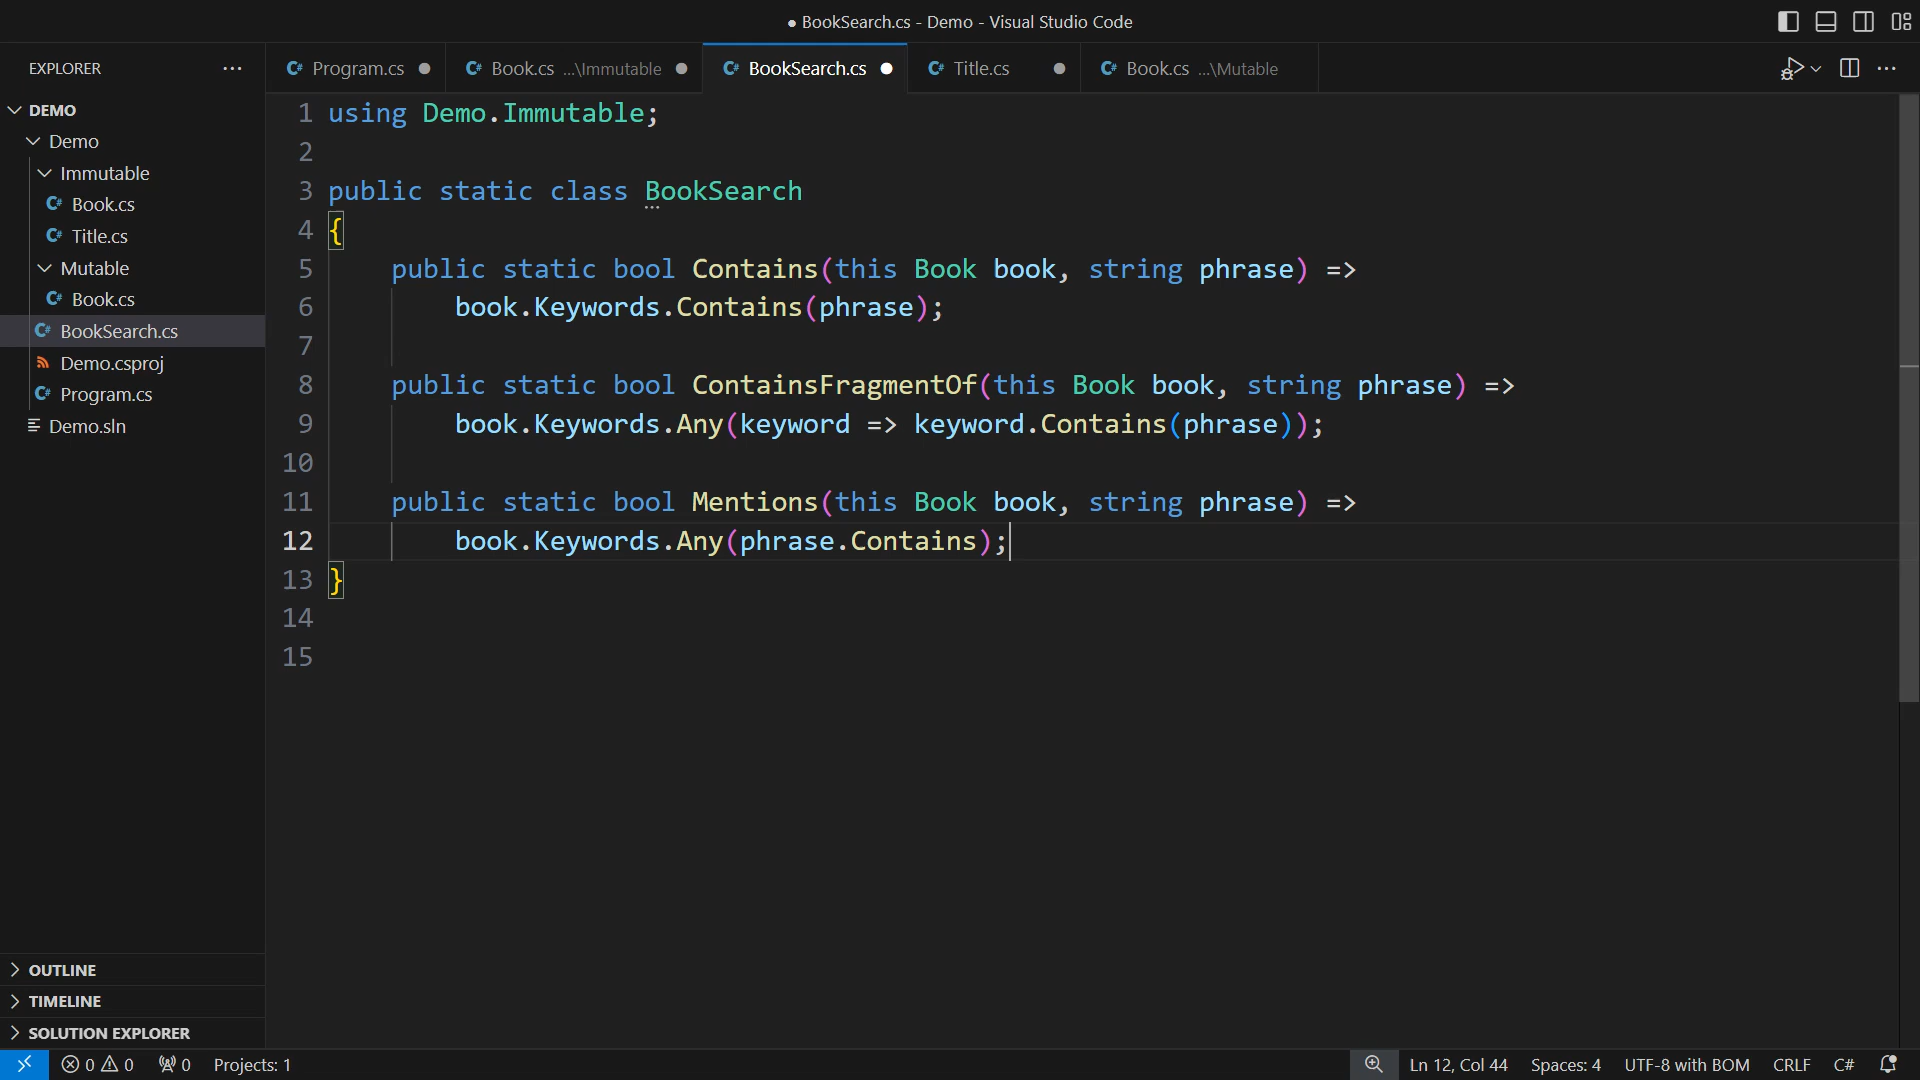 ● BookSearch.cs - Demo - Visual Studio Code
EXPLORER
DEMO
Demo
Immutable
C# Book.cs
C# Title.cs
Mutable
C# Book.cs
C# BookSearch.cs
Demo.csproj
C# Program.cs
Demo.sln
OUTLINE
TIMELINE
SOLUTION EXPLORER
C# Program.cs ●
C# Book.cs ...\Immutable ●
C# BookSearch.cs ●
C# Title.cs ●
C# Book.cs ...\Mutable
1 using Demo.Immutable;
2
3 public static class BookSearch
4 {
5     public static bool Contains(this Book book, string phrase) =>
6         book.Keywords.Contains(phrase);
7
8     public static bool ContainsFragmentOf(this Book book, string phrase) =>
9         book.Keywords.Any(keyword => keyword.Contains(phrase));
10
11     public static bool Mentions(this Book book, string phrase) =>
12         book.Keywords.Any(phrase.Contains);
13 }
14
15
0 0 0 Projects: 1
Ln 12, Col 44 Spaces: 4 UTF-8 with BOM CRLF C#